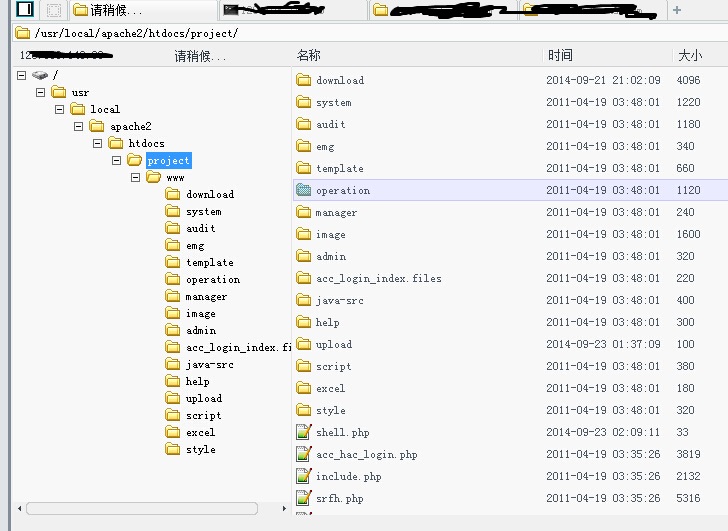 请稍候...
/usr/local/apache2/htdocs/project/
请稍候...
名称 时间 大小
/
usr
local
apache2
htdocs
project
www
download
system
audit
emg
template
operation
manager
image
admin
acc_login_index.fi
java-src
help
upload
script
excel
style
download 2014-09-21 21:02:09 4096
system 2011-04-19 03:48:01 1220
audit 2011-04-19 03:48:01 1180
emg 2011-04-19 03:48:01 340
template 2011-04-19 03:48:01 660
operation 2011-04-19 03:48:01 1120
manager 2011-04-19 03:48:01 240
image 2011-04-19 03:48:01 1600
admin 2011-04-19 03:48:01 320
acc_login_index.files 2011-04-19 03:48:01 220
java-src 2011-04-19 03:48:01 400
help 2011-04-19 03:48:01 300
upload 2014-09-23 01:37:09 100
script 2011-04-19 03:48:01 380
excel 2011-04-19 03:48:01 180
style 2011-04-19 03:48:01 320
shell.php 2014-09-23 02:09:11 33
acc_hac_login.php 2011-04-19 03:35:26 3819
include.php 2011-04-19 03:35:26 2132
srfh.php 2011-04-19 03:35:26 5316